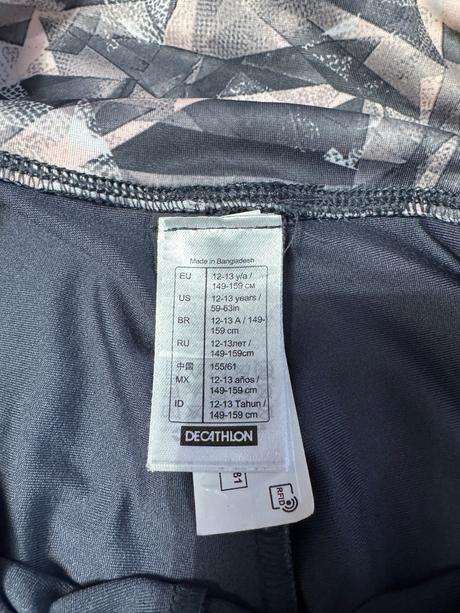 Made in Bangladesh
EU 12-13 y/a /
149-159 см
US 12-13 years /
59-63in
BR 12-13 A / 149-
159 cm
RU 12-13лет /
149-159cm
中国 155/61
MX 12-13 años /
149-159 cm
ID 12-13 Tahun /
149-159 cm
DECATHLON
RFID